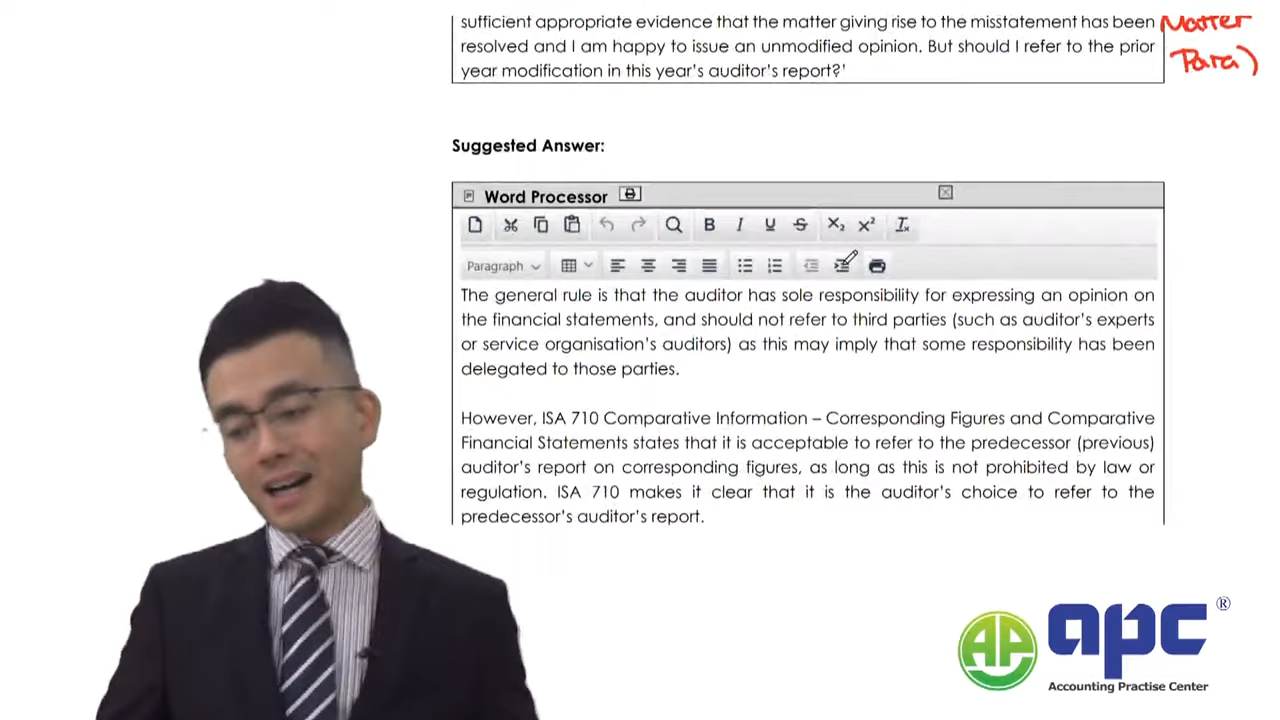 sufficient appropriate evidence that the matter giving rise to the misstatement has been
resolved and I am happy to issue an unmodified opinion. But should I refer to the prior
year modification in this year's auditor's report?'
Matter
Para)
Suggested Answer:
Word Processor
B I U S X₂ X² Tx
Paragraph
The general rule is that the auditor has sole responsibility for expressing an opinion on
the financial statements, and should not refer to third parties (such as auditor's experts
or service organisation's auditors) as this may imply that some responsibility has been
delegated to those parties.
However, ISA 710 Comparative Information – Corresponding Figures and Comparative
Financial Statements states that it is acceptable to refer to the predecessor (previous)
auditor's report on corresponding figures, as long as this is not prohibited by law or
regulation. ISA 710 makes it clear that it is the auditor's choice to refer to the
predecessor's auditor's report.
AP apc ®
Accounting Practise Center